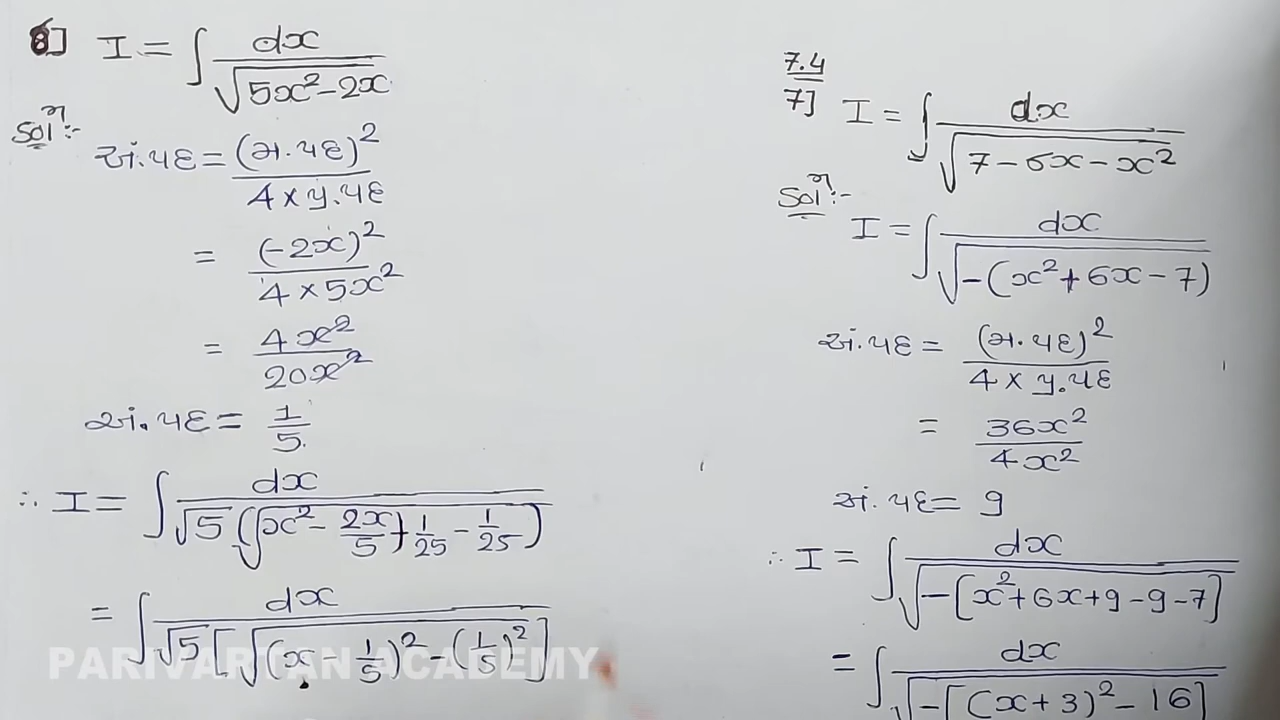 8] I = ∫ dx / √(5x² - 2x)
Solⁿ :-
અં.પદ = (મ.પદ)² / 4 × પ્ર.પદ
= (-2x)² / 4 × 5x²
= 4x² / 20x²
અં.પદ = 1/5
∴ I = ∫ dx / √5 (√(x² - 2x/5 + 1/25 - 1/25))
= ∫ dx / √5 [√((x - 1/5)² - (1/5)²)]
PARIVARTAN ACADEMY
7.4
7] I = ∫ dx / √(7 - 6x - x²)
Solⁿ :-
I = ∫ dx / √(-(x² + 6x - 7))
અં.પદ = (મ.પદ)² / 4 × પ્ર.પદ
= 36x² / 4x²
અં.પદ = 9
∴ I = ∫ dx / √(-[x² + 6x + 9 - 9 - 7])
= ∫ dx / √(-[(x + 3)² - 16])